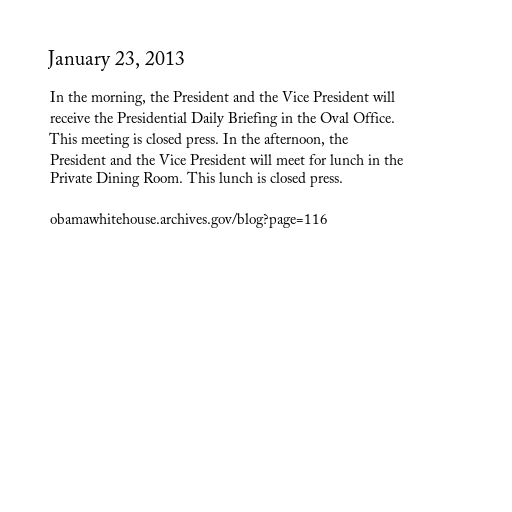 January 23, 2013
In the morning, the President and the Vice President will
receive the Presidential Daily Briefing in the Oval Office.
This meeting is closed press. In the afternoon, the
President and the Vice President will meet for lunch in the
Private Dining Room. This lunch is closed press.
obamawhitehouse.archives.gov/blog?page=116